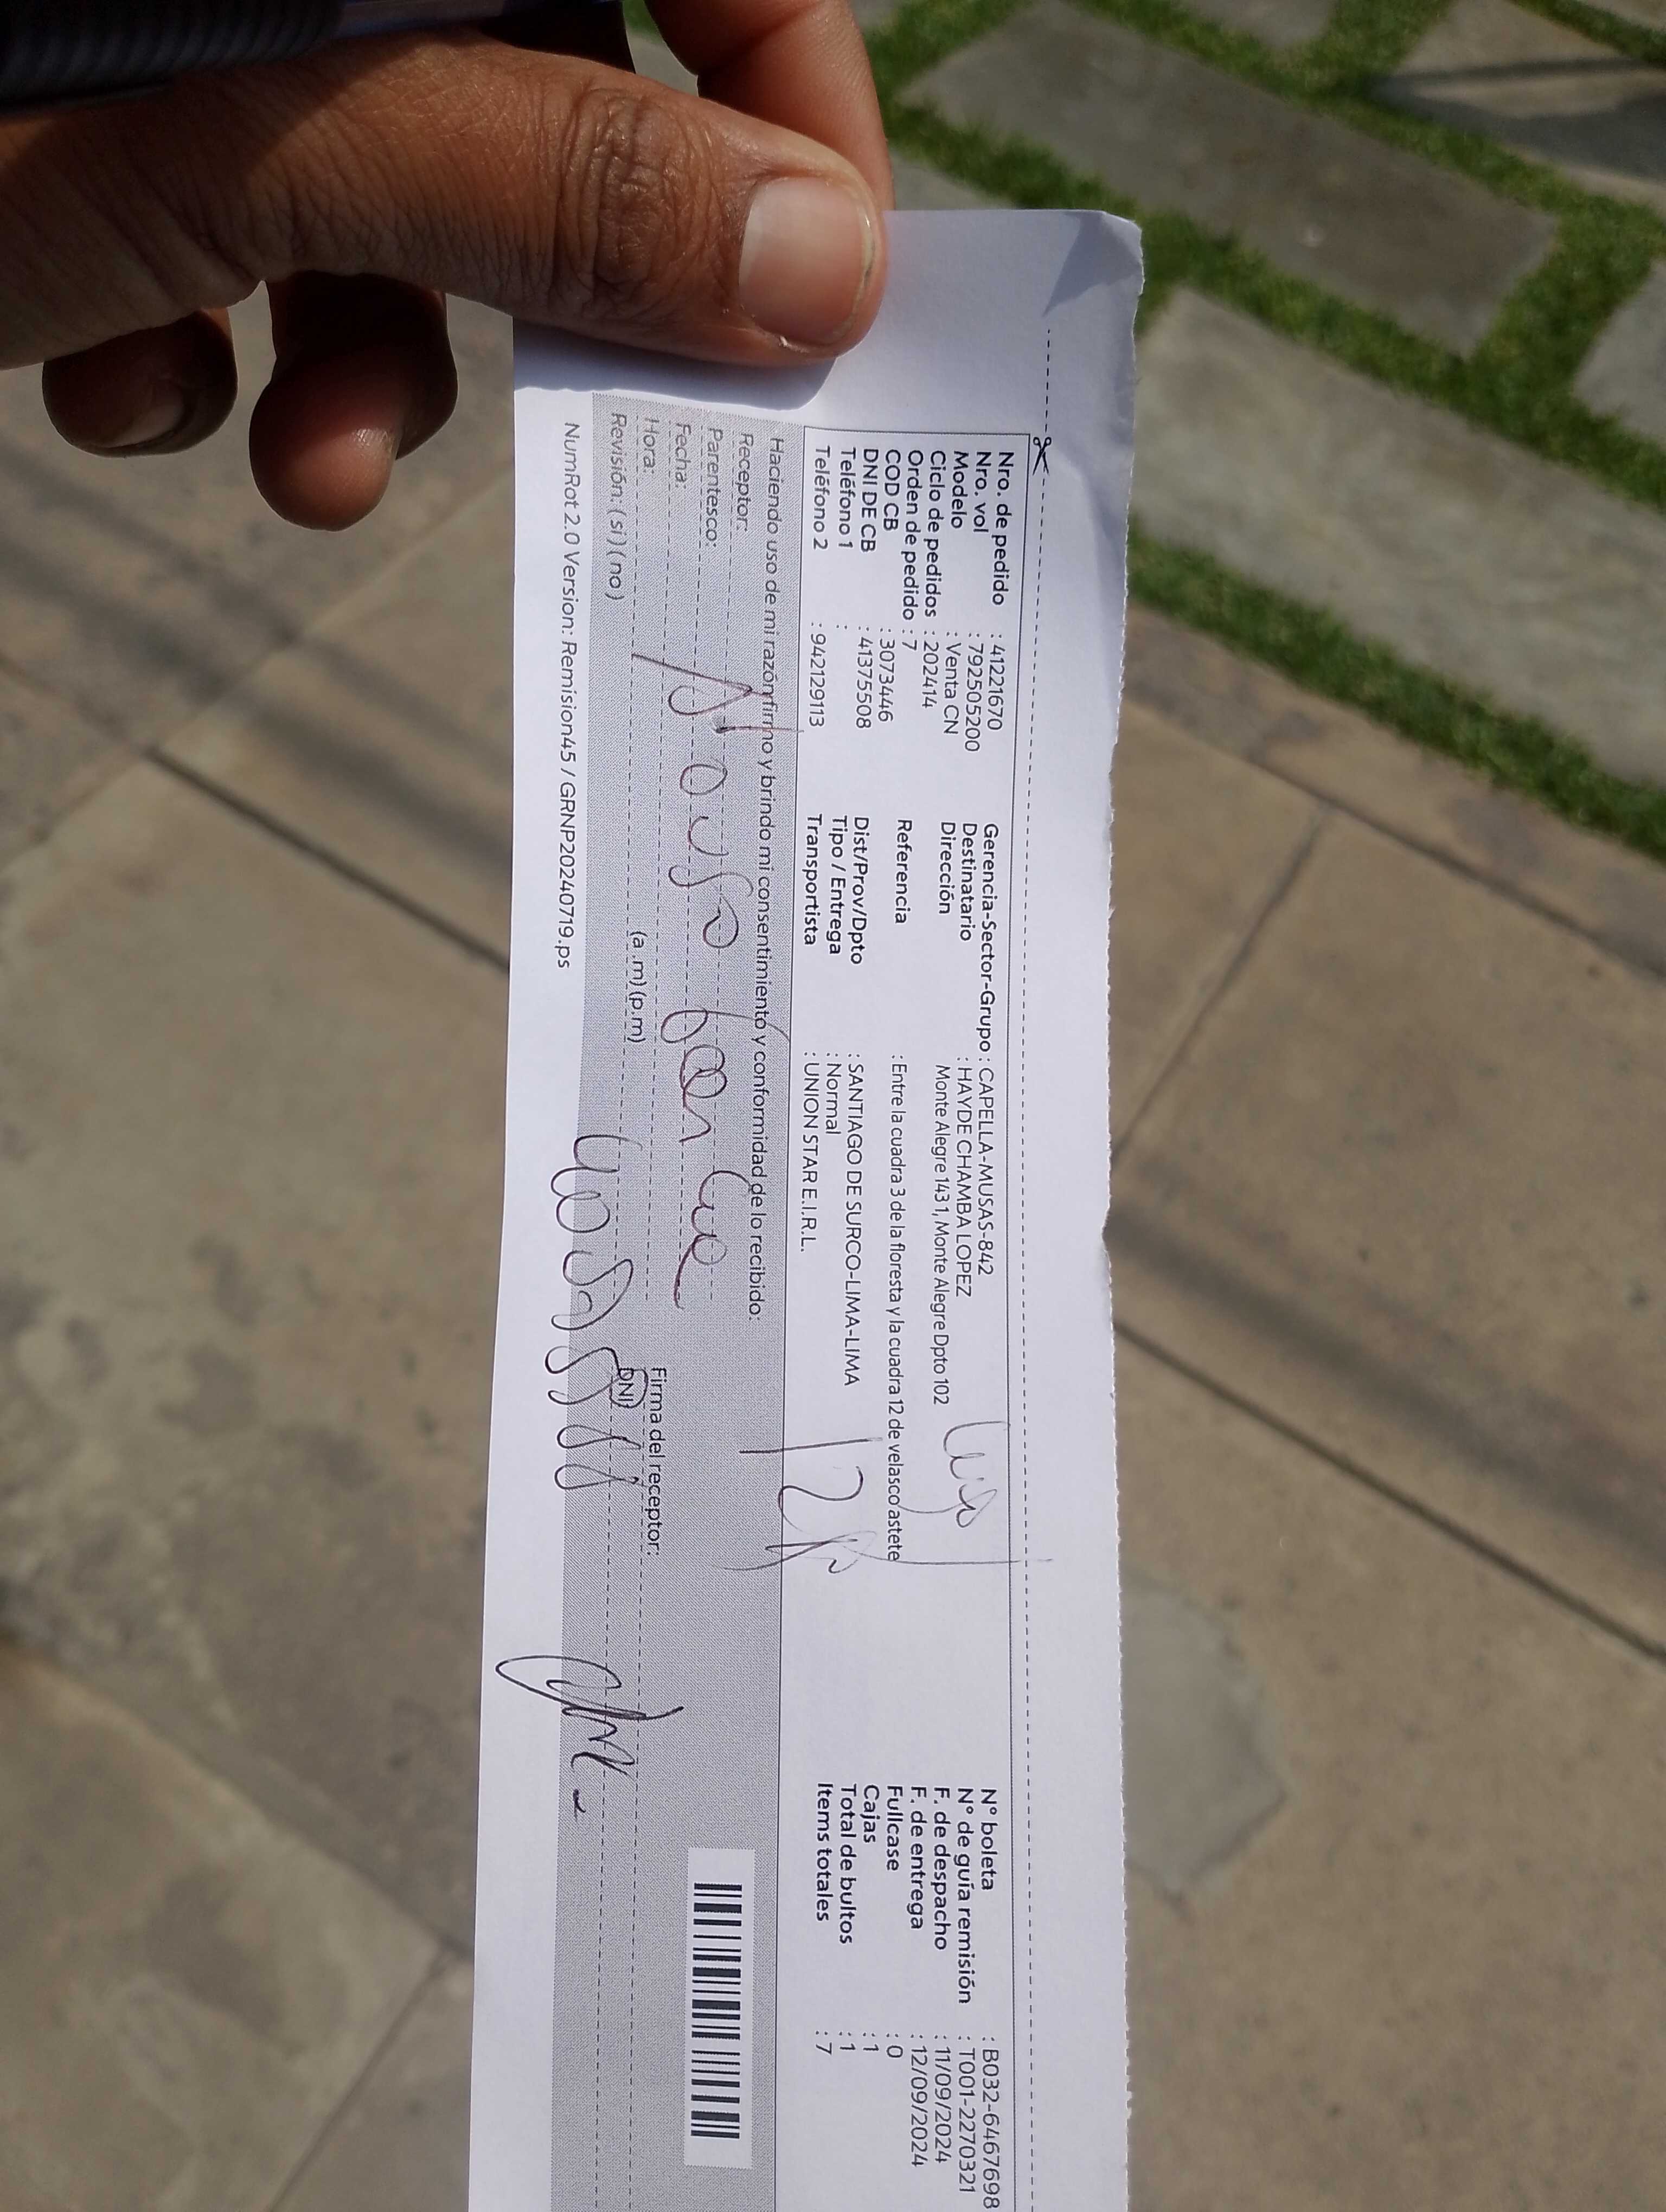 Nro. de pedido : 41221670
Nro. vol : 792505200
Modelo : Venta CN
Ciclo de pedidos : 202414
Orden de pedido : 7
COD CB : 3073446
DNI DE CB : 41375508
Teléfono 1 :
Teléfono 2 : 942129113
Gerencia-Sector-Grupo : CAPELLA-MUSAS-842
Destinatario : HAYDE CHAMBA LOPEZ
Dirección Monte Alegre 143 1, Monte Alegre Dpto 102
Referencia : Entre la cuadra 3 de la floresta y la cuadra 12 de velasco astete
Dist/Prov/Dpto : SANTIAGO DE SURCO-LIMA-LIMA
Tipo / Entrega : Normal
Transportista : UNION STAR E.I.R.L.
N° boleta : B032-6467698
N° de guía remisión : T001-2270321
F. de despacho : 11/09/2024
F. de entrega : 12/09/2024
Fullcase : 0
Cajas : 1
Total de bultos : 1
Items totales : 7
Haciendo uso de mi razón firmo y brindo mi consentimiento y conformidad de lo recibido:
Receptor:
Parentesco:
Fecha:
Hora: (a.m) (p.m)
Revisión: ( si ) ( no )
Firma del receptor:
DNI
NumRot 2.0 Version: Remision45 / GRNP20240719.ps